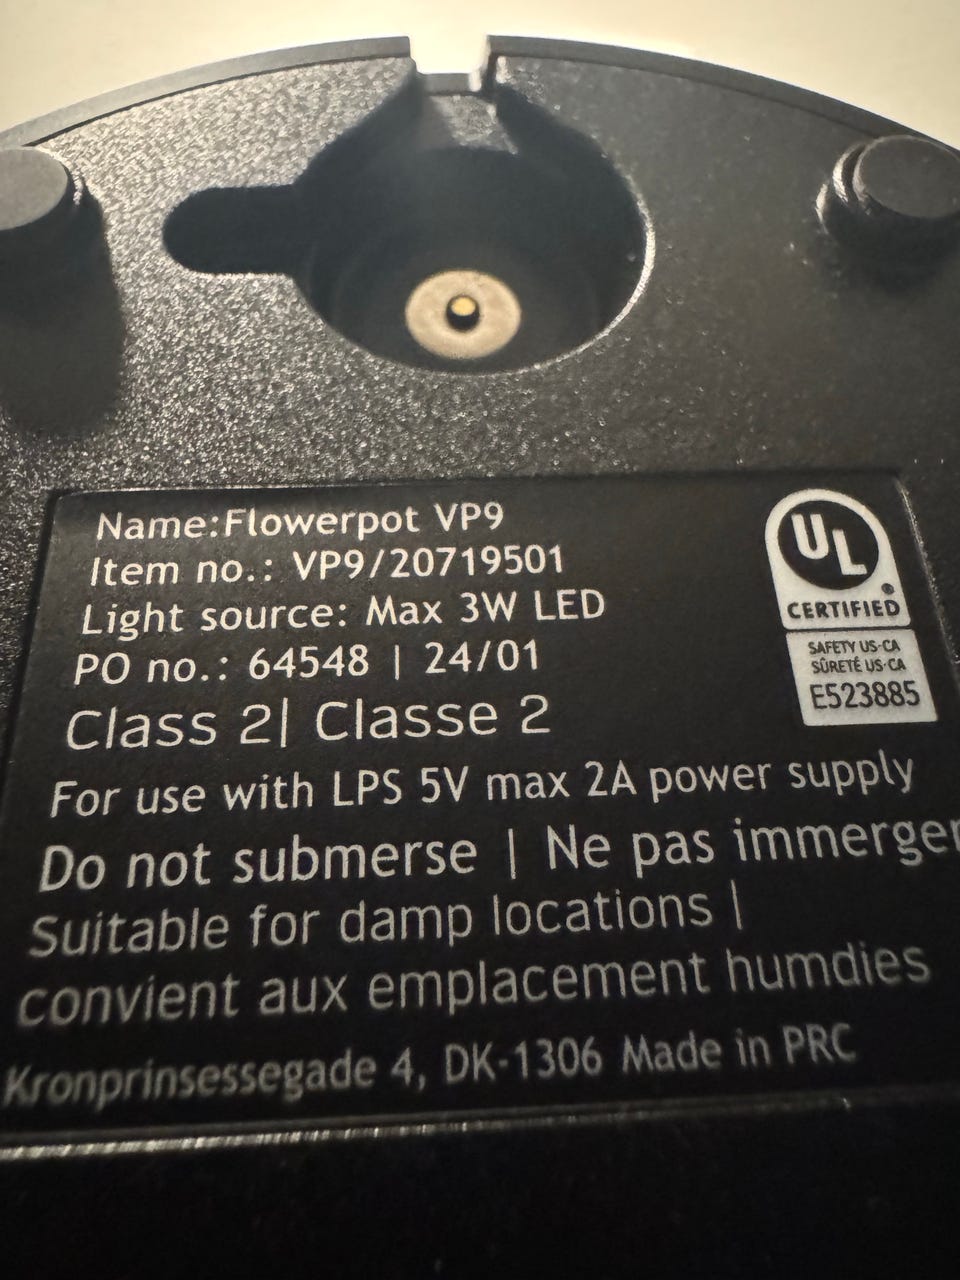 Name:Flowerpot VP9
Item no.: VP9/20719501
Light source: Max 3W LED
PO no.: 64548 | 24/01
Class 2| Classe 2
For use with LPS 5V max 2A power supply
Do not submerse | Ne pas immerger
Suitable for damp locations |
convient aux emplacement humdies
Kronprinsessegade 4, DK-1306 Made in PRC
UL
®
CERTIFIED
SAFETY US-CA
SÛRETÉ US-CA
E523885